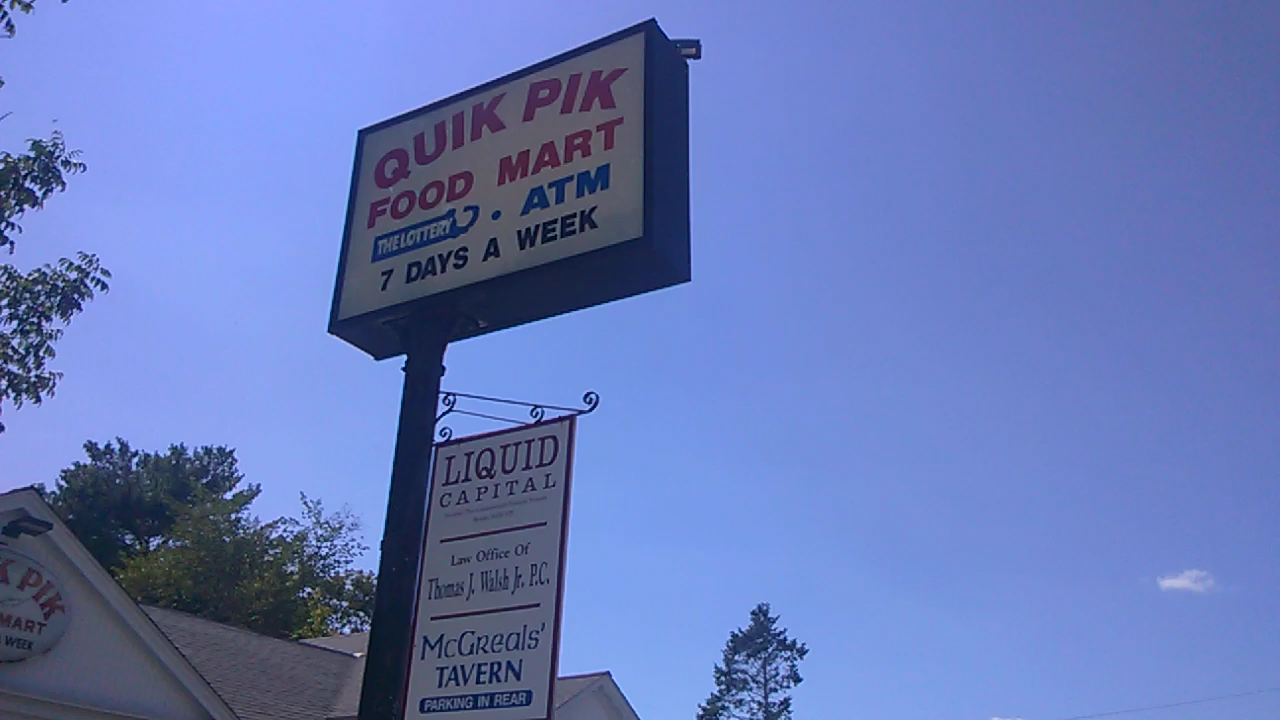 QUIK PIK
FOOD MART
THE LOTTERY • ATM
7 DAYS A WEEK
LIQUID
CAPITAL
Law Office Of
Thomas J. Walsh Jr. P.C.
McGreals'
TAVERN
PARKING IN REAR
K PIK
MART
WEEK